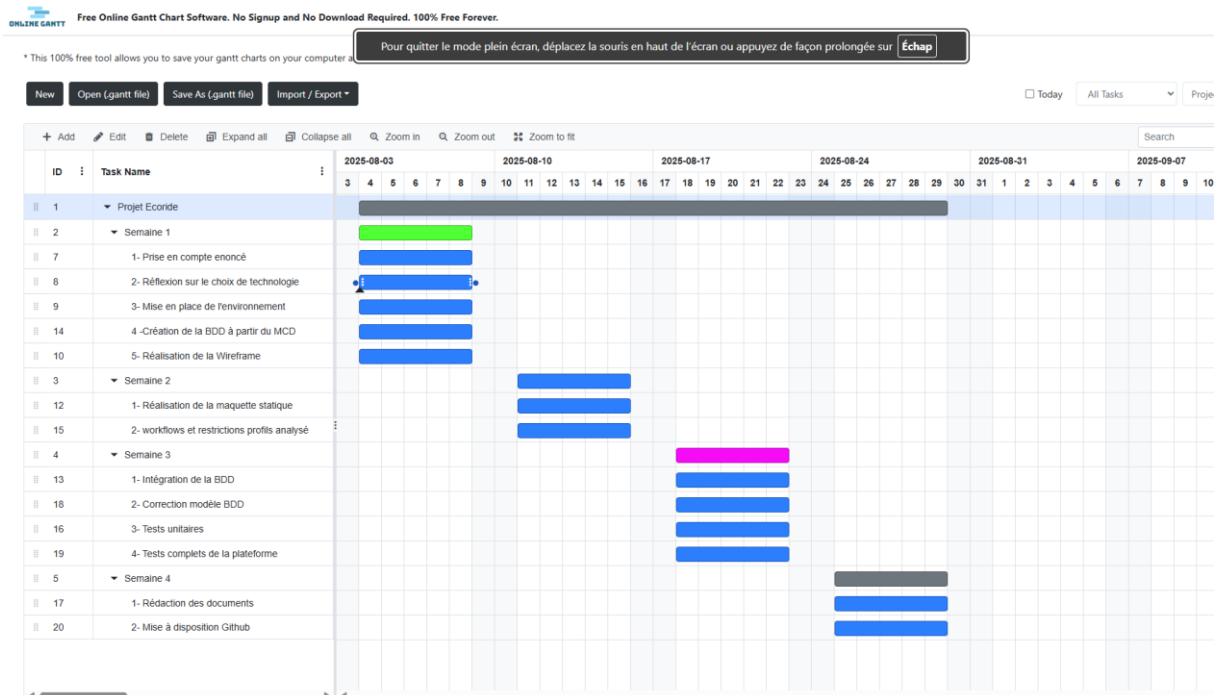 ONLINE GANTT
Free Online Gantt Chart Software. No Signup and No Download Required. 100% Free Forever.
Pour quitter le mode plein écran, déplacez la souris en haut de l'écran ou appuyez de façon prolongée sur Échap
* This 100% free tool allows you to save your gantt charts on your computer a
New Open (.gantt file) Save As (.gantt file) Import / Export Today All Tasks Projec
Add Edit Delete Expand all Collapse all Zoom in Zoom out Zoom to fit Search
2025-08-03 2025-08-10 2025-08-17 2025-08-24 2025-08-31 2025-09-07
ID Task Name
3 4 5 6 7 8 9 10 11 12 13 14 15 16 17 18 19 20 21 22 23 24 25 26 27 28 29 30 31 1 2 3 4 5 6 7 8 9 10
1 Projet Ecoride
2 Semaine 1
7 1- Prise en compte enoncé
8 2- Réflexion sur le choix de technologie
9 3- Mise en place de l'environnement
14 4 -Création de la BDD à partir du MCD
10 5- Réalisation de la Wireframe
3 Semaine 2
12 1- Réalisation de la maquette statique
15 2- workflows et restrictions profils analysé
4 Semaine 3
13 1- Intégration de la BDD
18 2- Correction modèle BDD
16 3- Tests unitaires
19 4- Tests complets de la plateforme
5 Semaine 4
17 1- Rédaction des documents
20 2- Mise à disposition Github